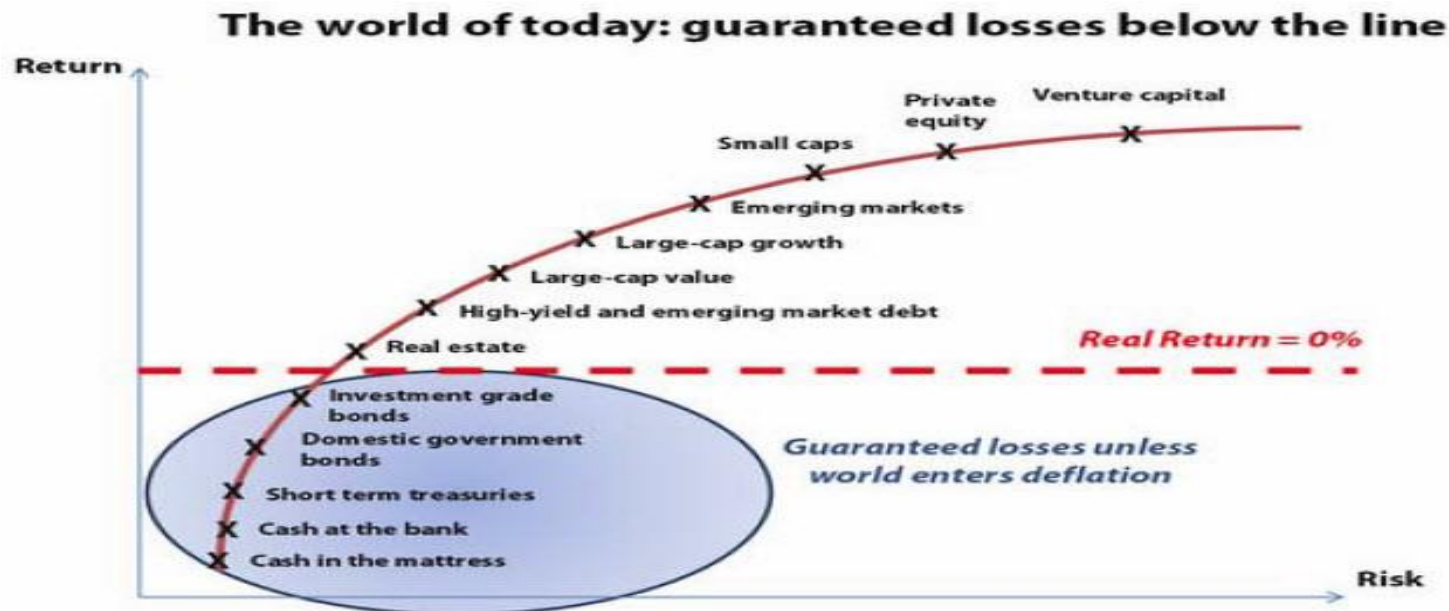 The world of today: guaranteed losses below the line
Return
Private
equity
Venture capital
Small caps
Emerging markets
Large-cap growth
Large-cap value
High-yield and emerging market debt
Real estate
Real Return = 0%
Investment grade
bonds
Domestic government
bonds
Guaranteed losses unless
world enters deflation
Short term treasuries
Cash at the bank
Cash in the mattress
Risk